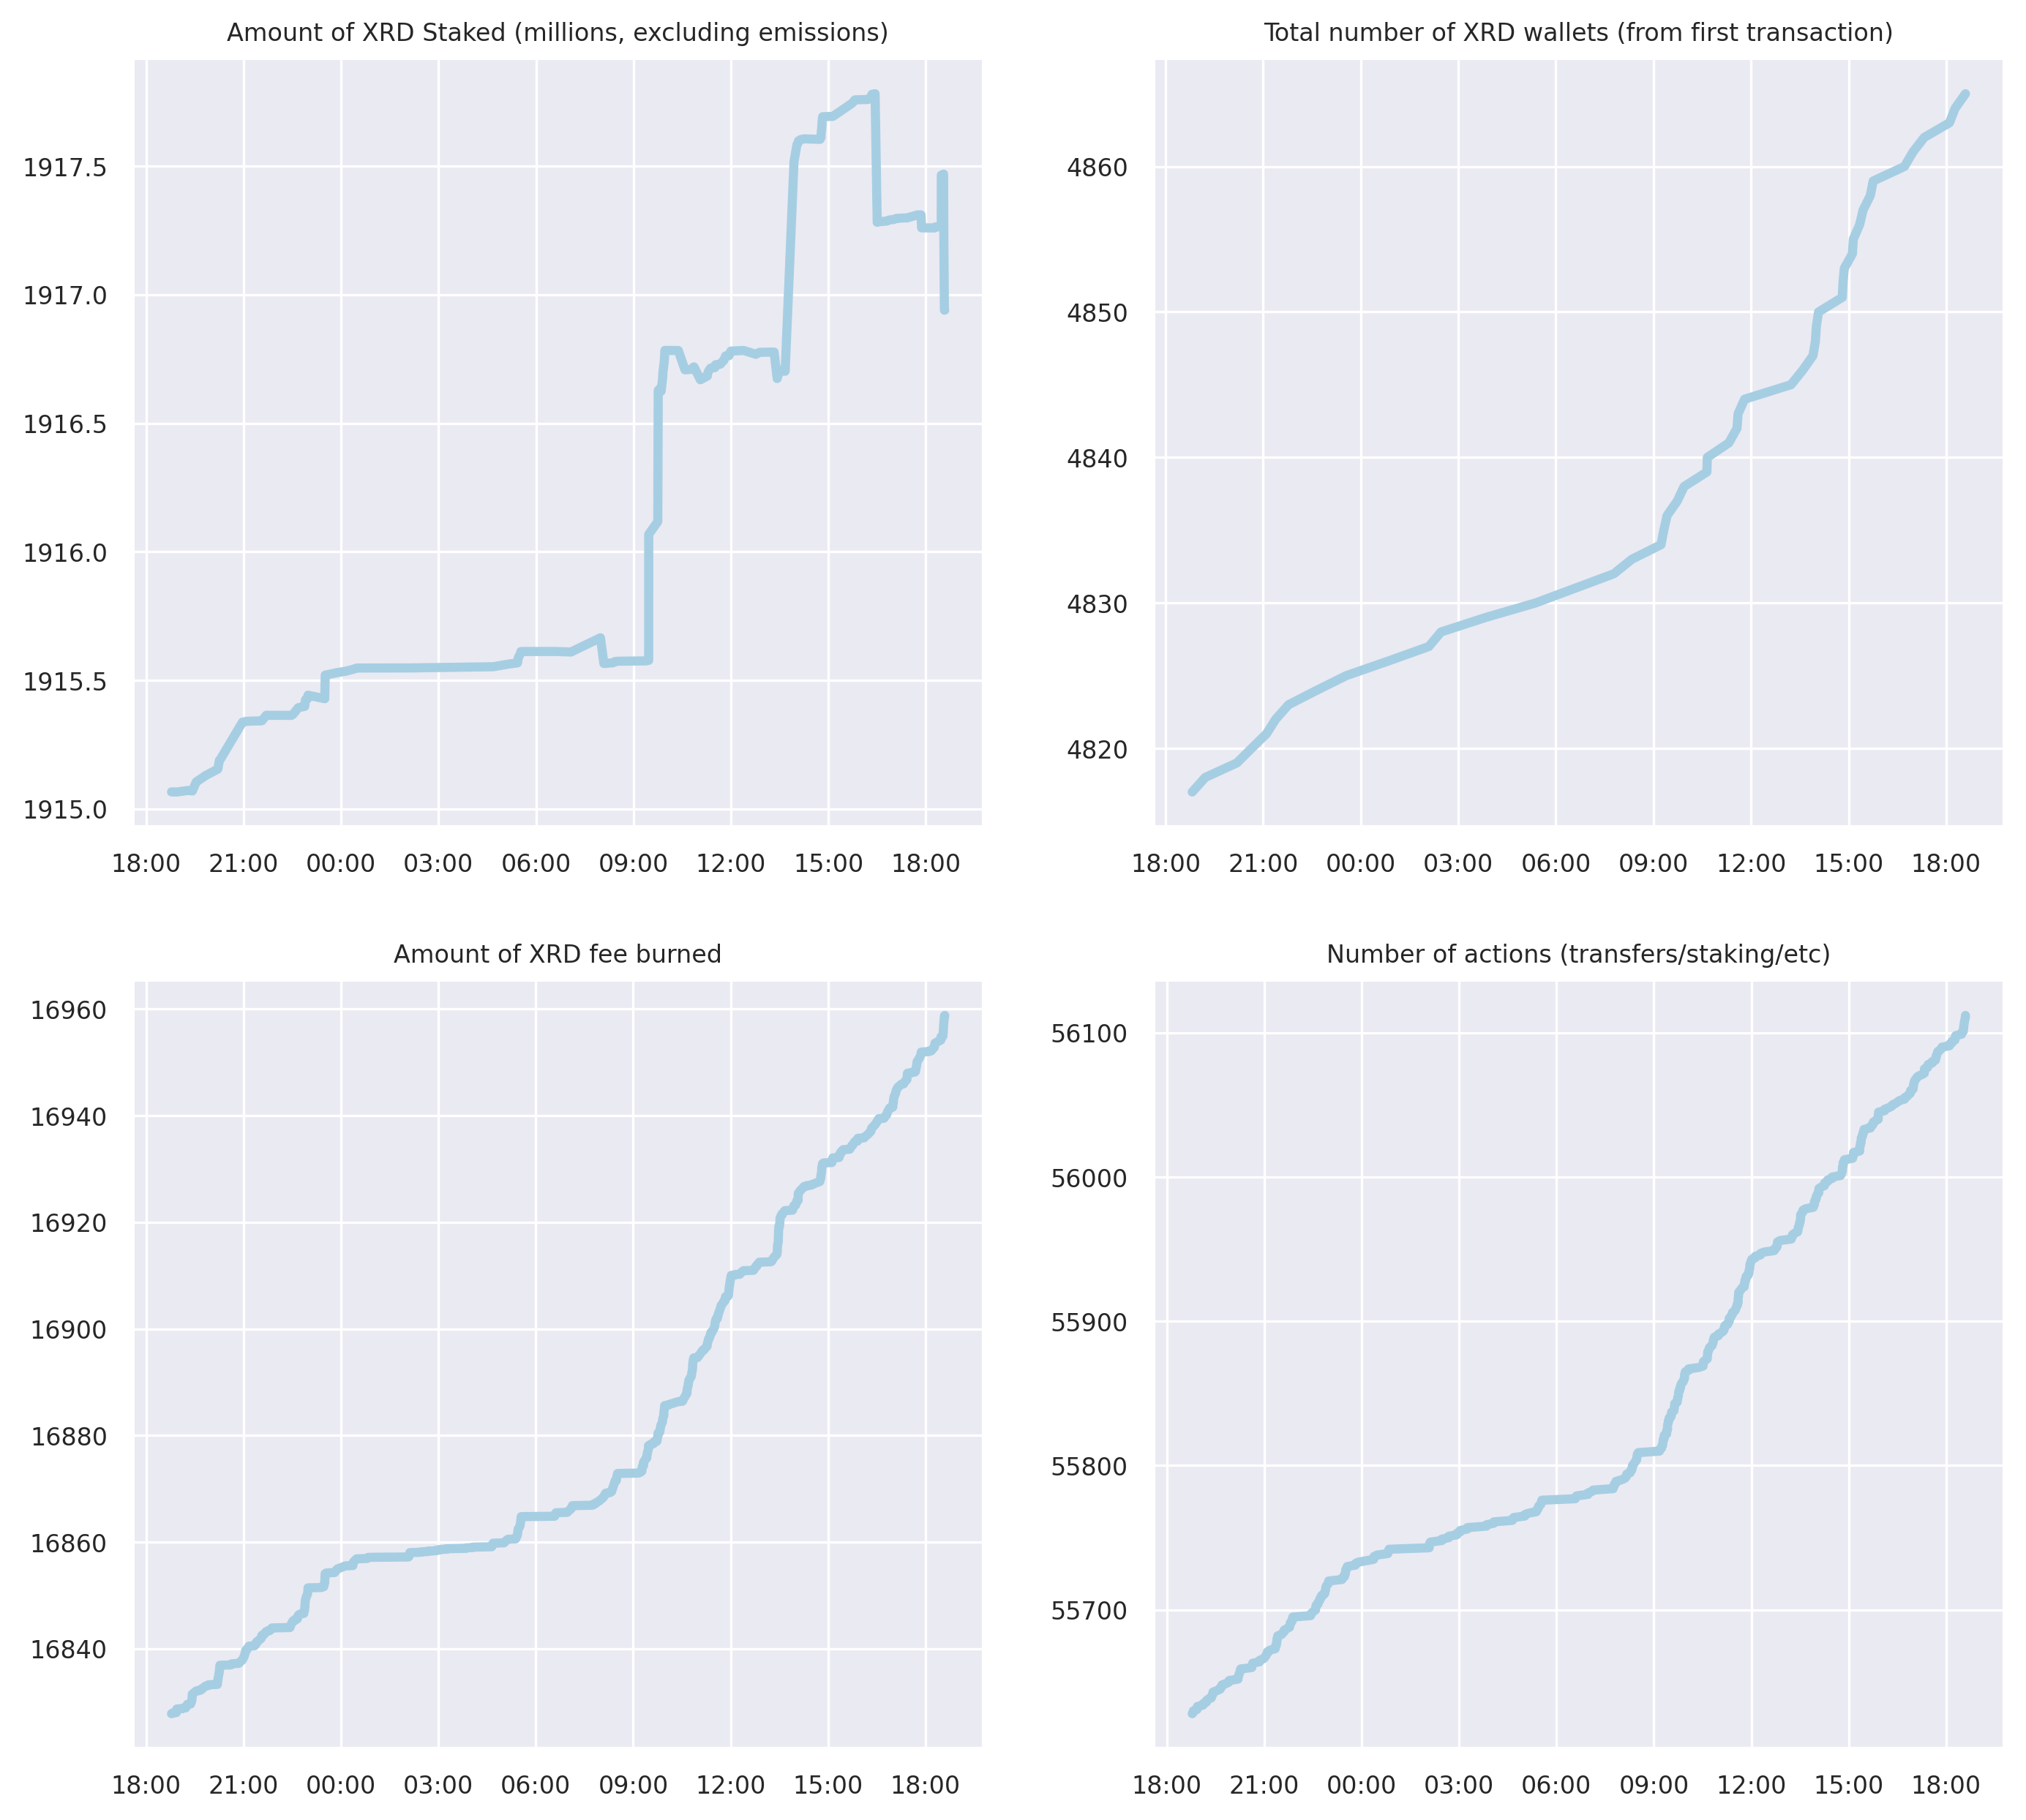 Amount of XRD Staked (millions, excluding emissions)
1917.5
1917.0
1916.5
1916.0
1915.5
1915.0
18:00 21:00 00:00 03:00 06:00 09:00 12:00 15:00 18:00
Total number of XRD wallets (from first transaction)
4860
4850
4840
4830
4820
18:00 21:00 00:00 03:00 06:00 09:00 12:00 15:00 18:00
Amount of XRD fee burned
16960
16940
16920
16900
16880
16860
16840
18:00 21:00 00:00 03:00 06:00 09:00 12:00 15:00 18:00
Number of actions (transfers/staking/etc)
56100
56000
55900
55800
55700
18:00 21:00 00:00 03:00 06:00 09:00 12:00 15:00 18:00